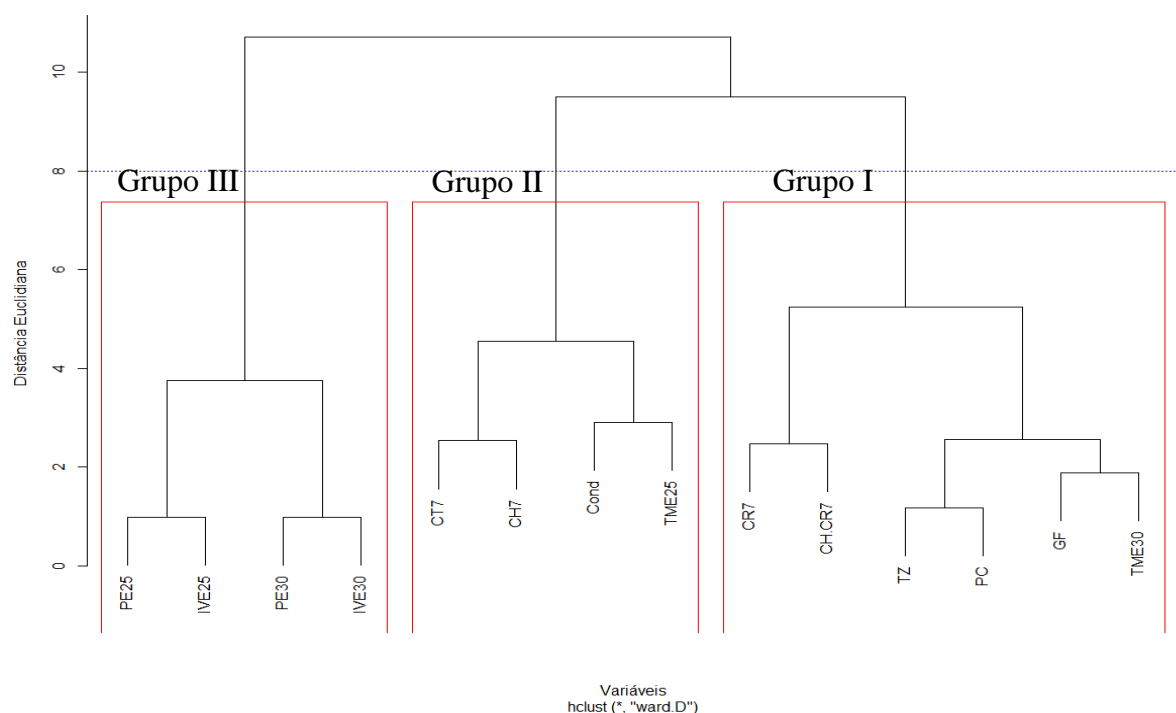 10
8
6
4
2
0
Distância Euclidiana
Grupo III
Grupo II
Grupo I
PE25
IVE25
PE30
IVE30
CT7
CH7
Cond
TME25
CR7
CH.CR7
TZ
PC
GF
TME30
Variáveis
hclust (*, "ward.D")